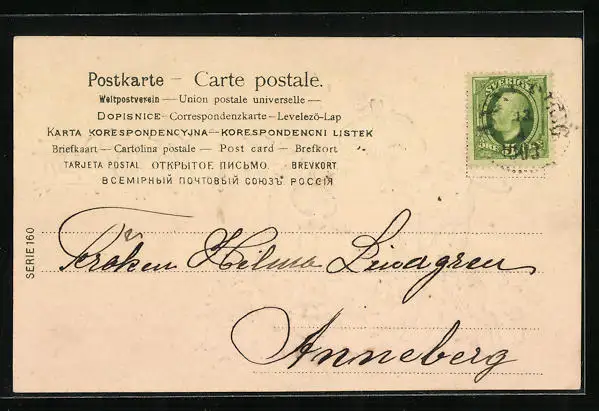 Postkarte – Carte postale.
Weltpostverein — Union postale universelle —
DOPISNICE – Correspondenzkarte – Levelező-Lap
KARTA KORESPONDENCYJNA – KORESPONDENCNI LISTEK
Briefkaart – Cartolina postale – Post card – Brefkort
TARJETA POSTAL ОТКРЫТОЕ ПИСЬМО. BREVKORT
ВСЕМІРНЫЙ ПОЧТОВЫЙ СОЮЗЪ РОССІЯ
SVERIGE
SERIE 160
Fröken Hilma Lindgren
Anneberg